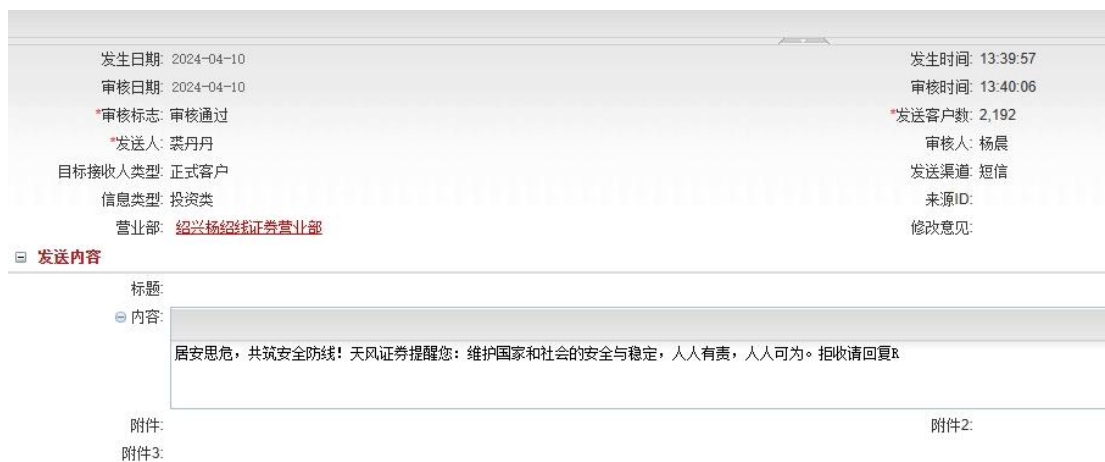 发生日期: 2024-04-10 发生时间: 13:39:57
审核日期: 2024-04-10 审核时间: 13:40:06
*审核标志: 审核通过 *发送客户数: 2,192
*发送人: 裘丹丹 审核人: 杨晨
目标接收人类型: 正式客户 发送渠道: 短信
信息类型: 投资类 来源ID:
营业部: 绍兴杨绍线证券营业部 修改意见:
发送内容
标题:
内容:
居安思危，共筑安全防线！天风证券提醒您：维护国家和社会的安全与稳定，人人有责，人人可为。拒收请回复R
附件: 附件2:
附件3: